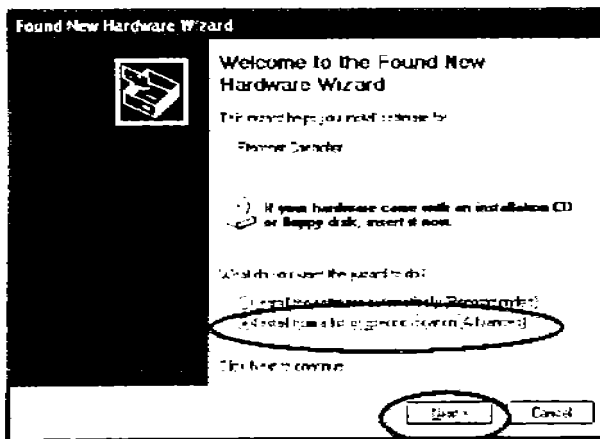 Found New Hardware Wizard
Welcome to the Found New
Hardware Wizard
This wizard helps you install software for:
Ethernet Controller
If your hardware came with an installation CD
or floppy disk, insert it now.
What do you want the wizard to do?
Install the software automatically (Recommended)
Install from a list or specific location (Advanced)
Click Next to continue
Next >
Cancel